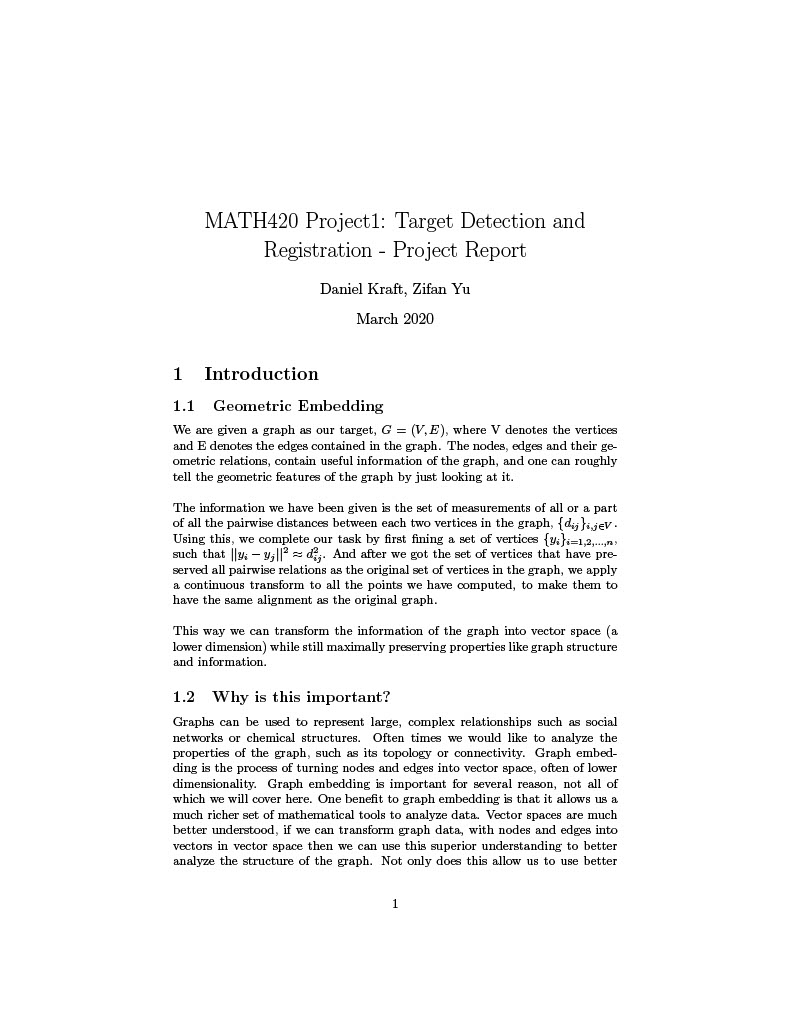 MATH420 Project1: Target Detection and
Registration - Project Report
Daniel Kraft, Zifan Yu
March 2020
1 Introduction
1.1 Geometric Embedding
We are given a graph as our target, G = (V, E), where V denotes the vertices
and E denotes the edges contained in the graph. The nodes, edges and their ge-
ometric relations, contain useful information of the graph, and one can roughly
tell the geometric features of the graph by just looking at it.
The information we have been given is the set of measurements of all or a part
of all the pairwise distances between each two vertices in the graph, {d_{ij}}_{i,j∈V}.
Using this, we complete our task by first fining a set of vertices {y_i}_{i=1,2,...,n},
such that ||y_i − y_j||² ≈ d²_{ij}. And after we got the set of vertices that have pre-
served all pairwise relations as the original set of vertices in the graph, we apply
a continuous transform to all the points we have computed, to make them to
have the same alignment as the original graph.
This way we can transform the information of the graph into vector space (a
lower dimension) while still maximally preserving properties like graph structure
and information.
1.2 Why is this important?
Graphs can be used to represent large, complex relationships such as social
networks or chemical structures. Often times we would like to analyze the
properties of the graph, such as its topology or connectivity. Graph embed-
ding is the process of turning nodes and edges into vector space, often of lower
dimensionality. Graph embedding is important for several reason, not all of
which we will cover here. One benefit to graph embedding is that it allows us a
much richer set of mathematical tools to analyze data. Vector spaces are much
better understood, if we can transform graph data, with nodes and edges into
vectors in vector space then we can use this superior understanding to better
analyze the structure of the graph. Not only does this allow us to use better
1